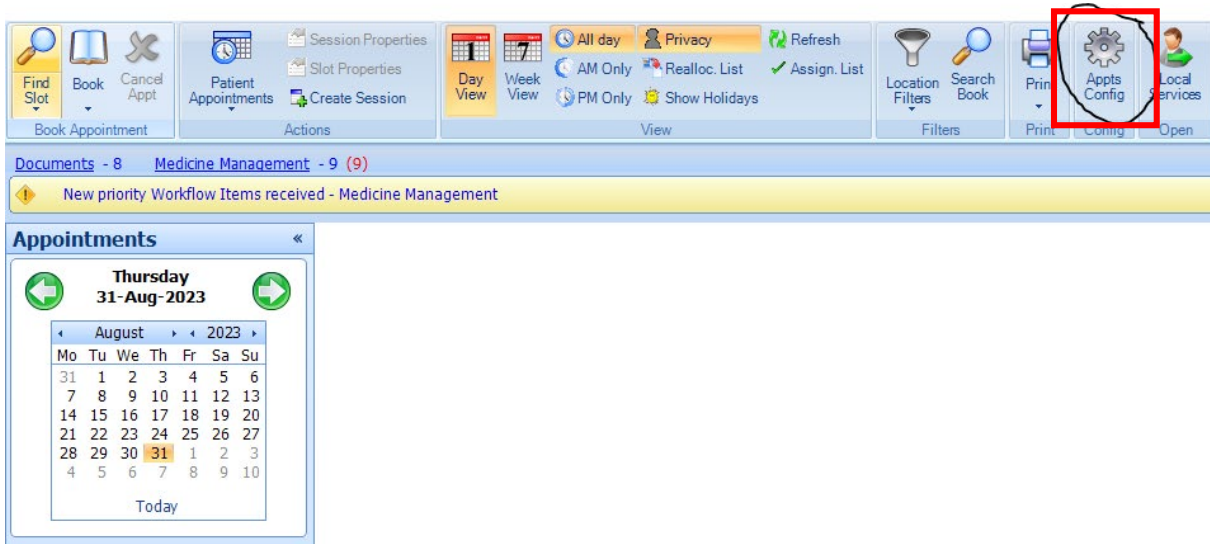 Find Slot
Book
Cancel Appt
Book Appointment
Patient Appointments
Session Properties
Slot Properties
Create Session
Actions
1
Day View
7
Week View
All day
AM Only
PM Only
Privacy
Realloc. List
Show Holidays
Refresh
Assign. List
View
Location Filters
Search Book
Filters
Print
Print
Appts Config
Config
Local Services
Open
Documents - 8 Medicine Management - 9 (9)
New priority Workflow Items received - Medicine Management
Appointments «
Thursday
31-Aug-2023
August 2023
Mo Tu We Th Fr Sa Su
31 1 2 3 4 5 6
7 8 9 10 11 12 13
14 15 16 17 18 19 20
21 22 23 24 25 26 27
28 29 30 31 1 2 3
4 5 6 7 8 9 10
Today